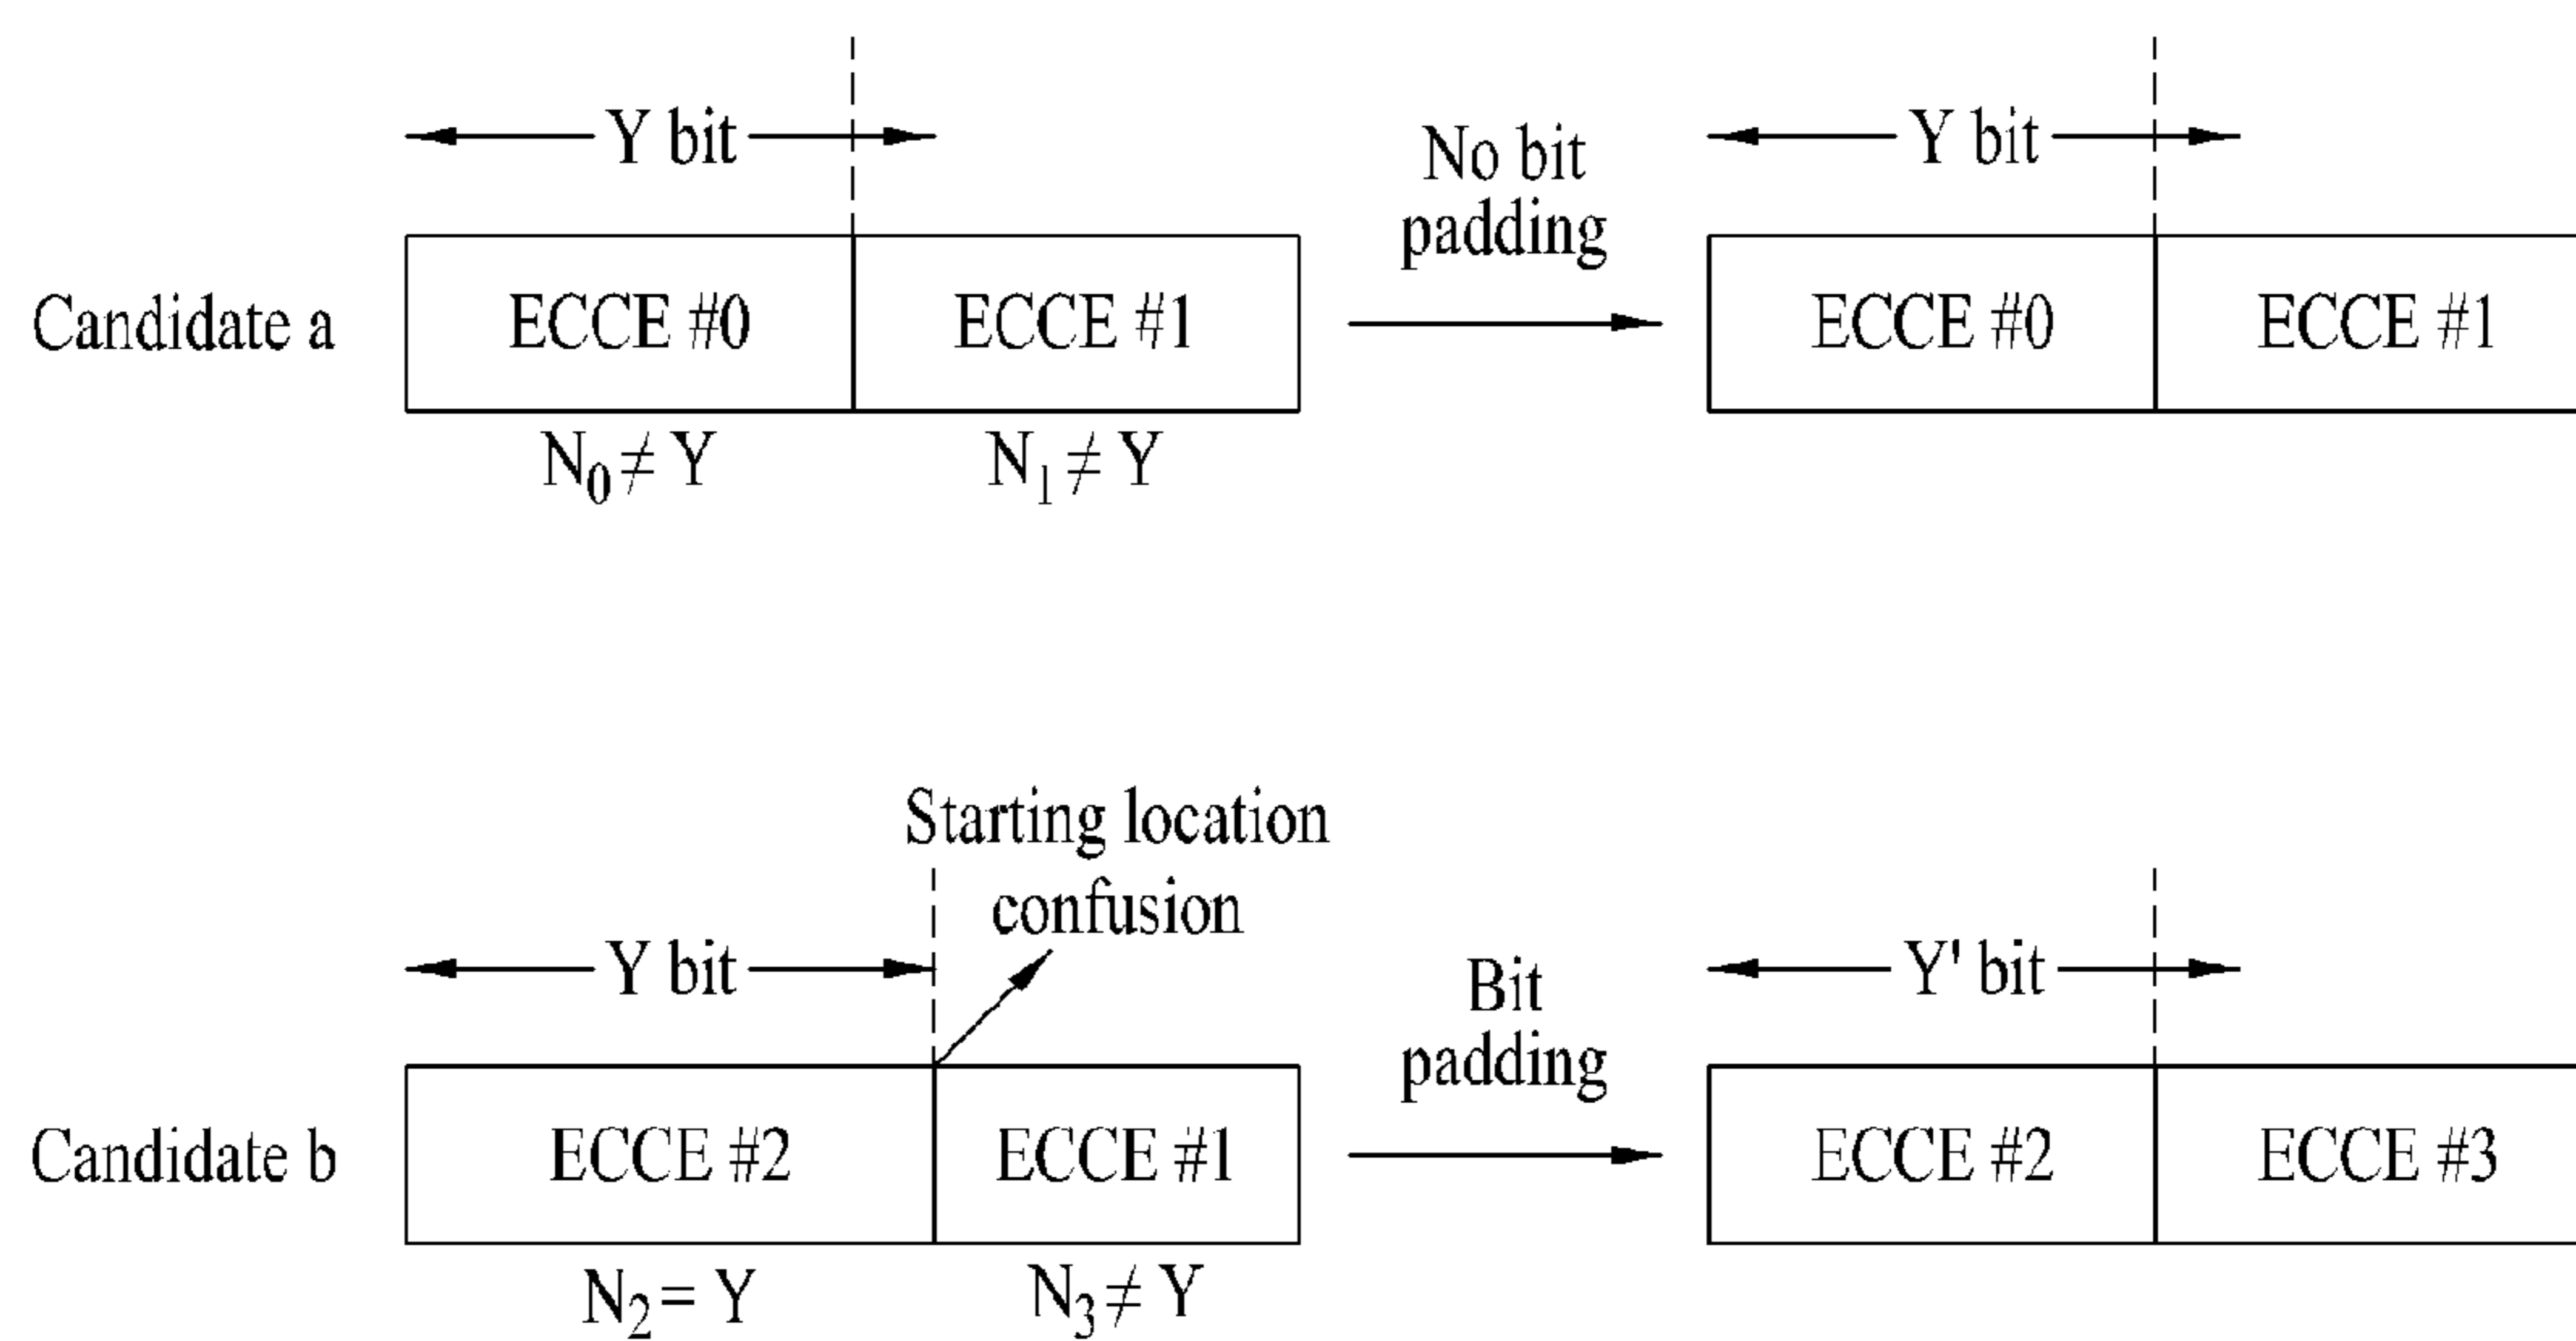 Y bit
No bit
padding
Y bit
Candidate a
ECCE #0
ECCE #1
ECCE #0
ECCE #1
N₀ ≠ Y
N₁ ≠ Y
Starting location
confusion
Y bit
Bit
padding
Y' bit
Candidate b
ECCE #2
ECCE #1
ECCE #2
ECCE #3
N₂ = Y
N₃ ≠ Y